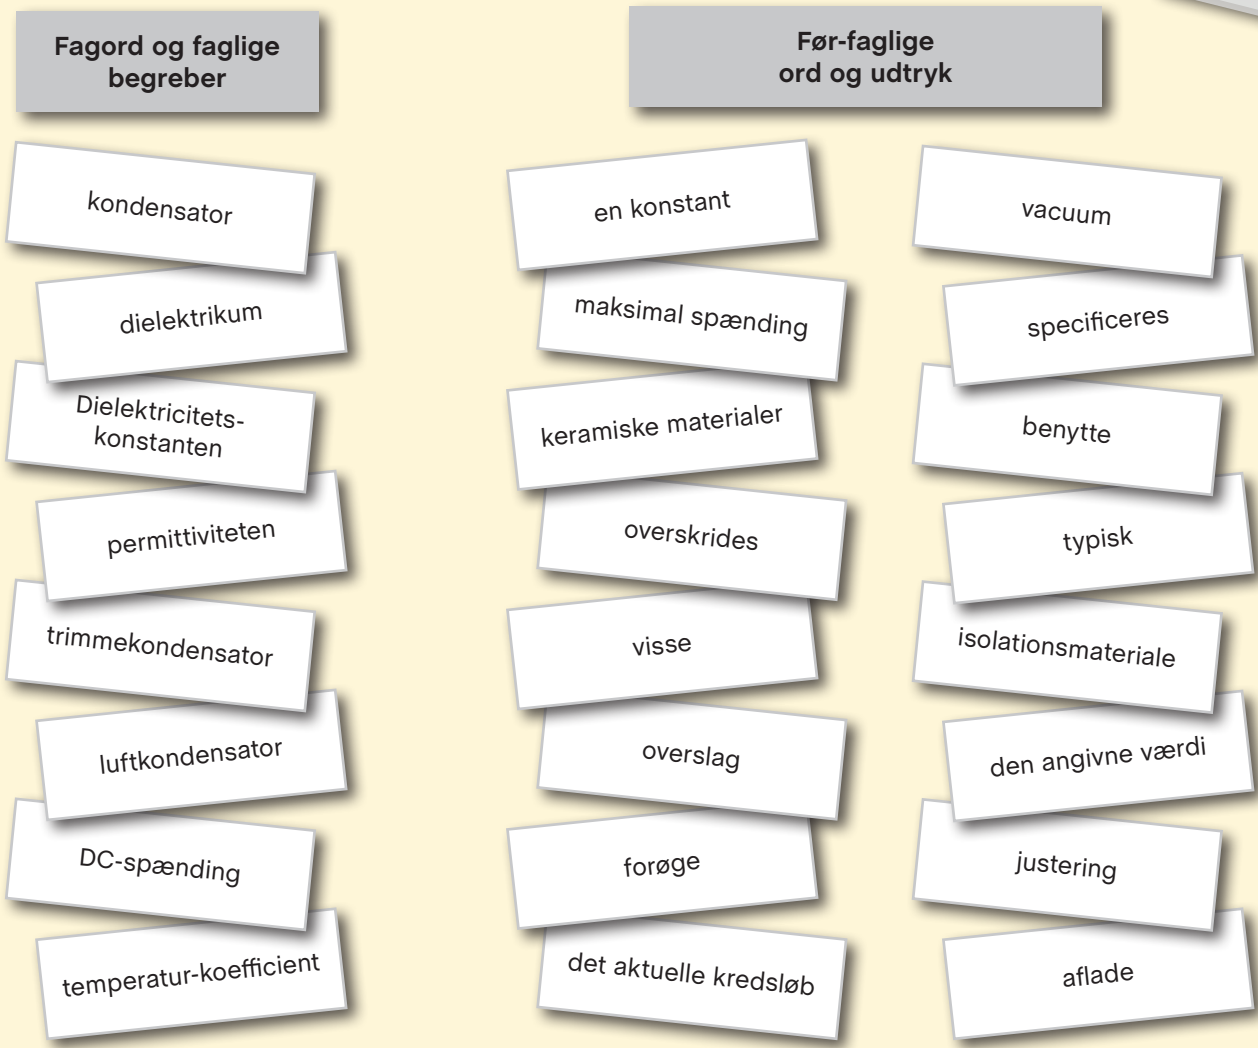 Fagord og faglige
begreber
kondensator
dielektrikum
Dielektricitets-
konstanten
permittiviteten
trimmekondensator
luftkondensator
DC-spænding
temperatur-koefficient
Før-faglige
ord og udtryk
en konstant
maksimal spænding
keramiske materialer
overskrides
visse
overslag
forøge
det aktuelle kredsløb
vacuum
specificeres
benytte
typisk
isolationsmateriale
den angivne værdi
justering
aflade